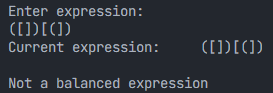 Enter expression:
([])[(])
Current expression:     ([])[(])
Not a balanced expression